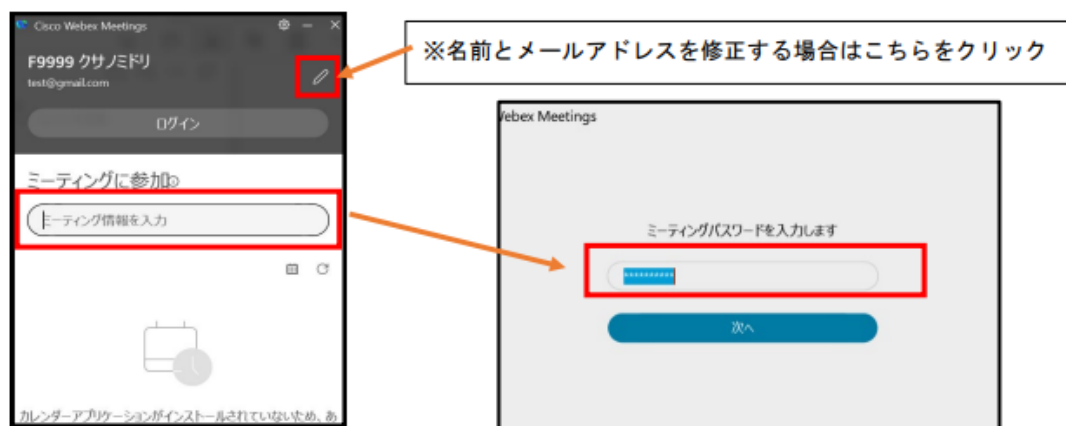 Cisco Webex Meetings
F9999 クサノミドリ
test@gmail.com
ログイン
ミーティングに参加
ミーティング情報を入力
カレンダーアプリケーションがインストールされていないため、あ
※名前とメールアドレスを修正する場合はこちらをクリック
Vebex Meetings
ミーティングパスワードを入力します
**********
次へ